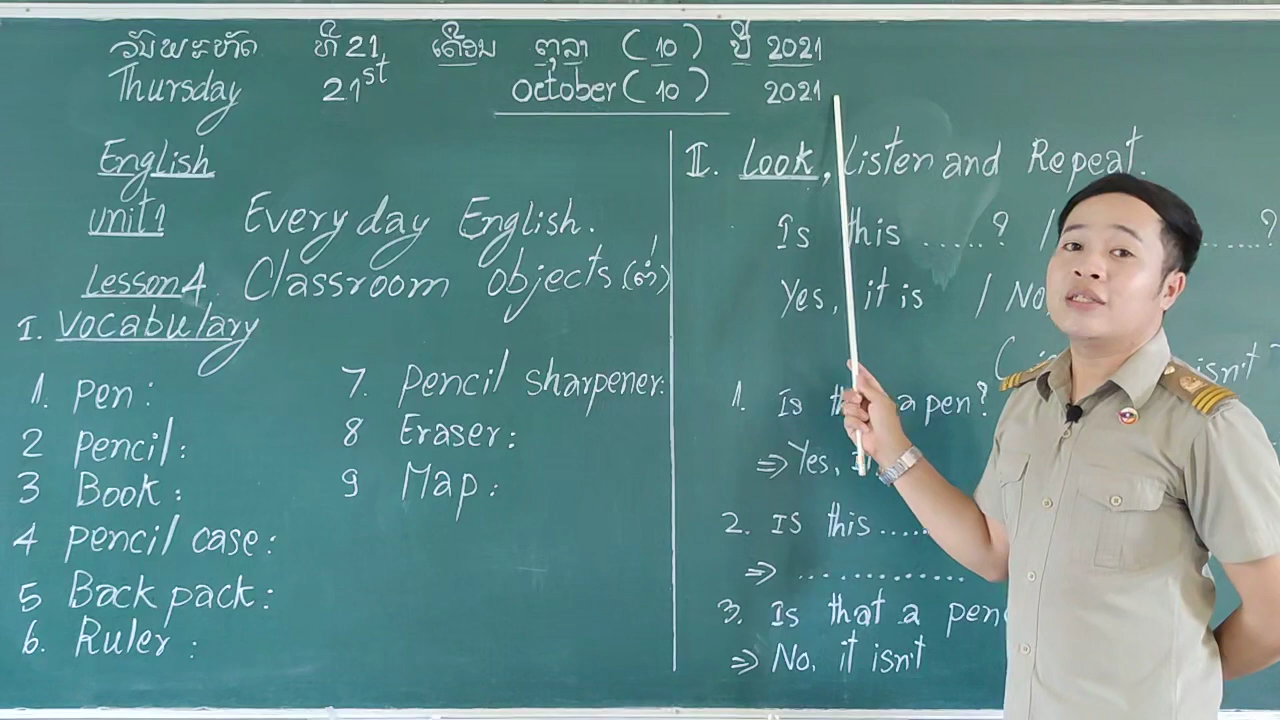 ວັນພະຫັດ ທີ 21 ເດືອນ ຕຸລາ (10) ປີ 2021
Thursday 21st October (10) 2021
English
unit1 Every day English.
Lesson 4 Classroom objects (ຕໍ່)
I. Vocabulary
1. pen:
2 pencil:
3 Book:
4 pencil case:
5 Back pack:
6. Ruler:
7. pencil sharpener:
8 Eraser:
9 Map:
II. Look, Listen and Repeat.
Is this ......? / ......?
Yes, it is / No
isn't
1. Is a pen?
⇒ Yes,
2. Is this ......
⇒ ............
3. Is that a
⇒ No, it isn't